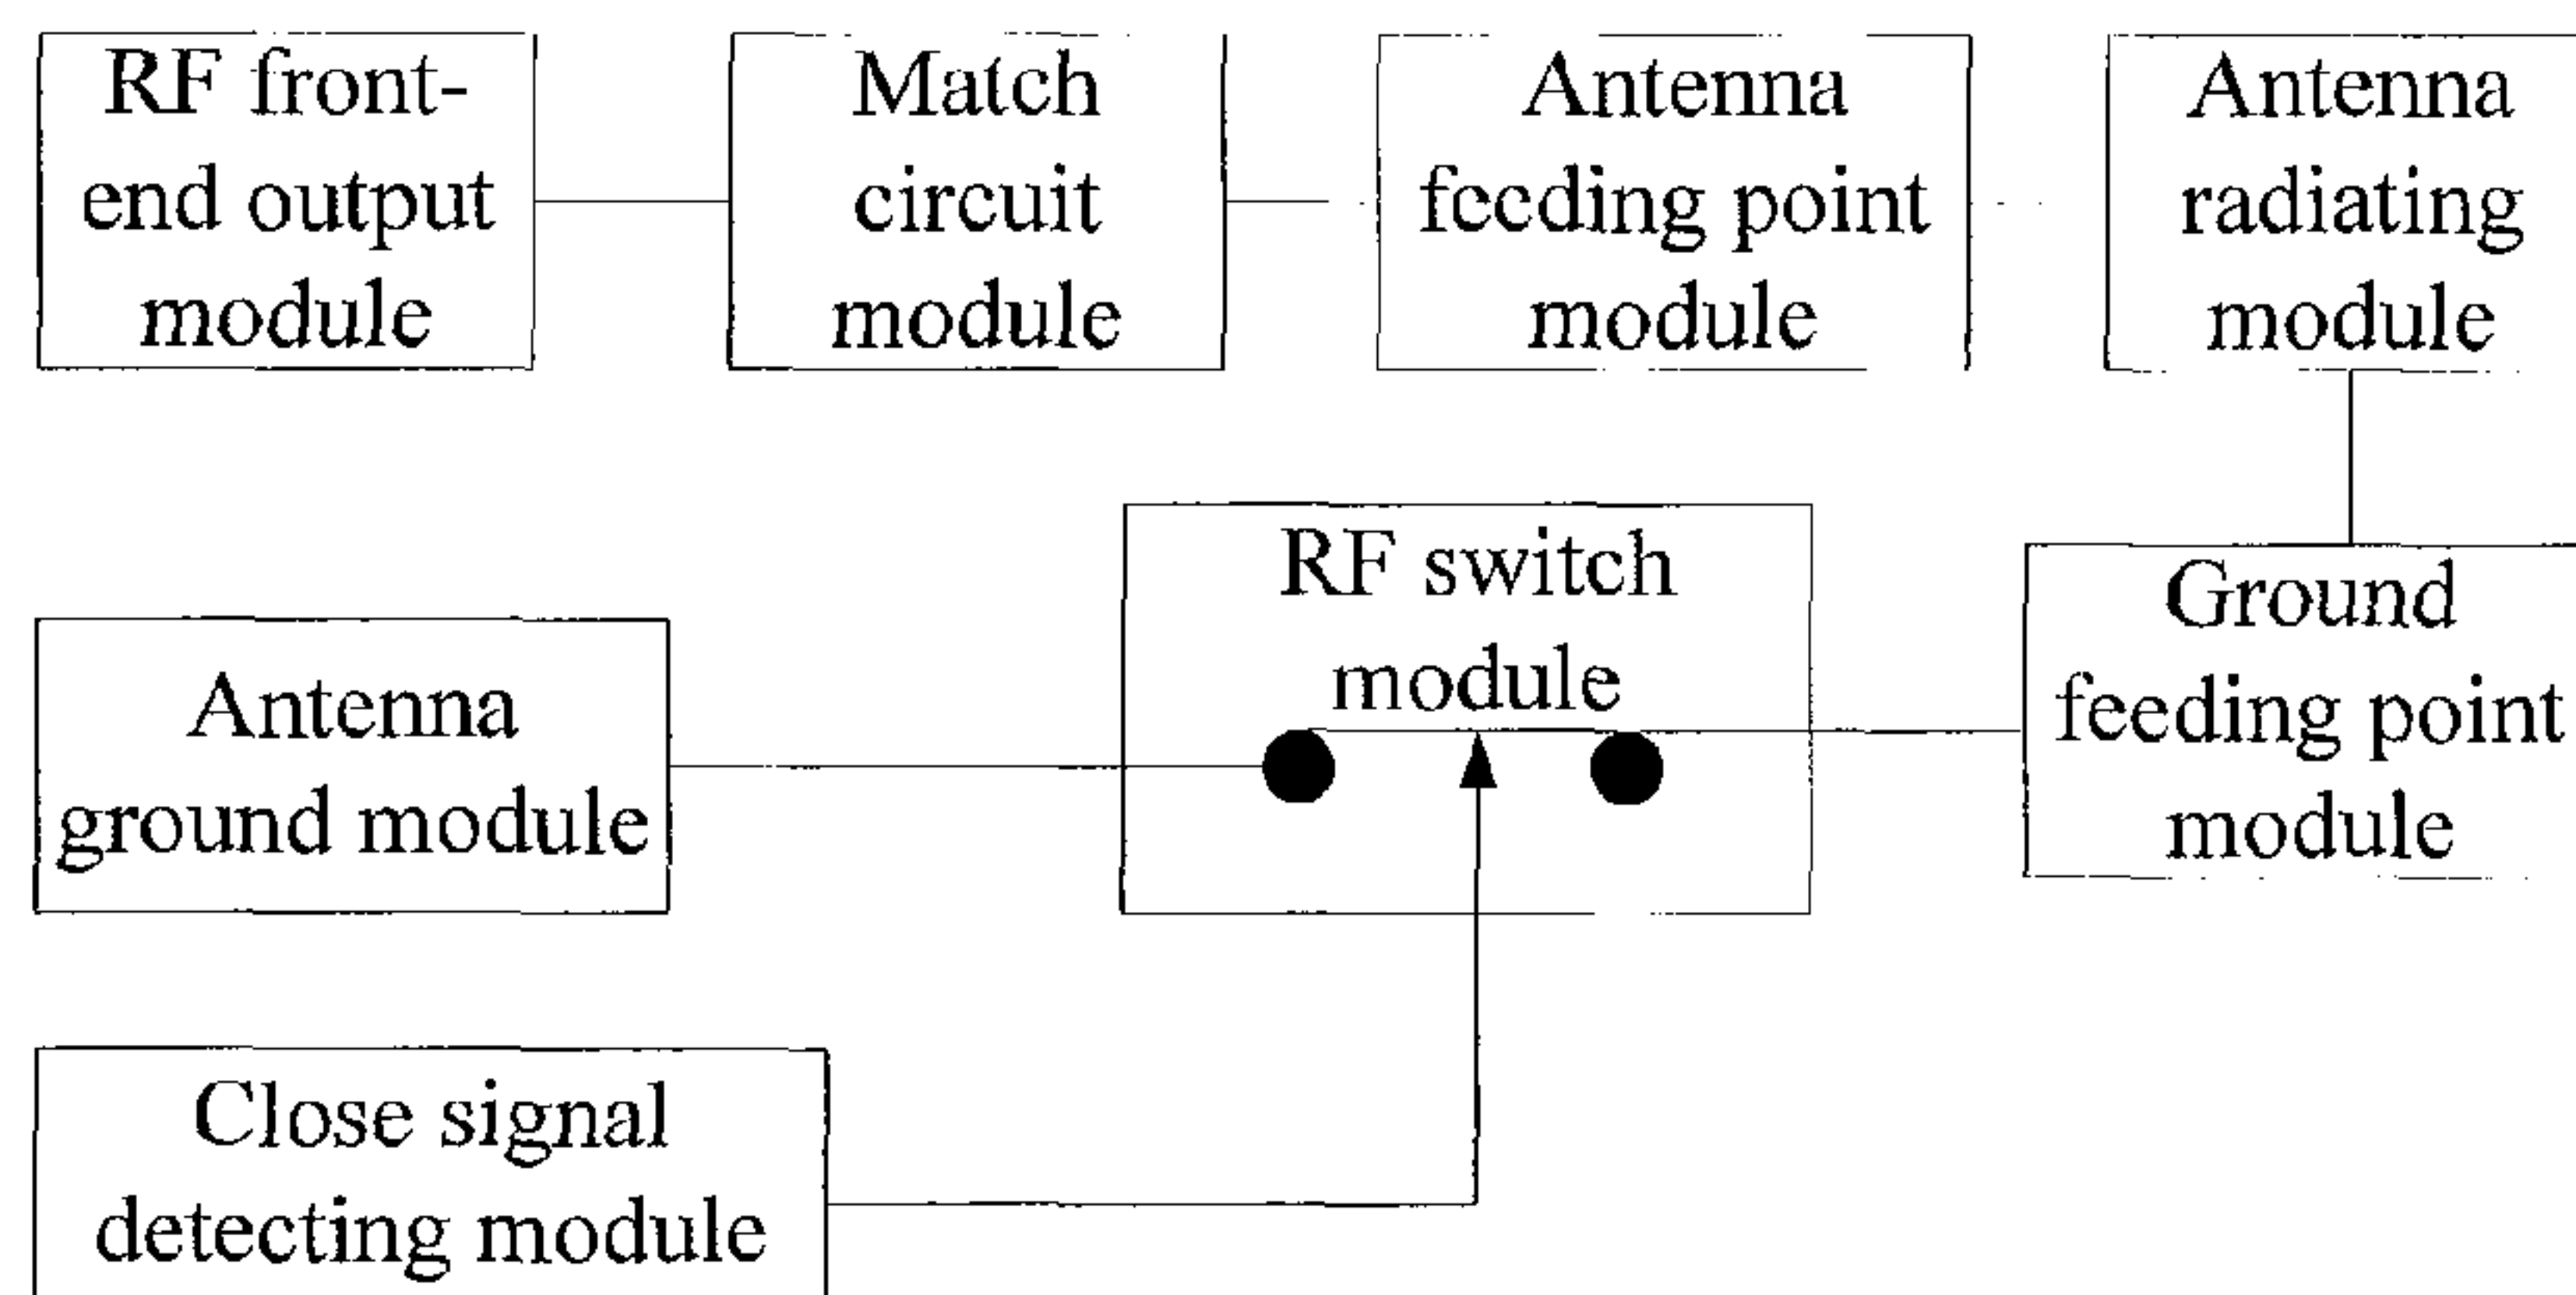 RF front-
end output
module
Match
circuit
module
Antenna
feeding point
module
Antenna
radiating
module
RF switch
module
Ground
feeding point
module
Antenna
ground module
Close signal
detecting module